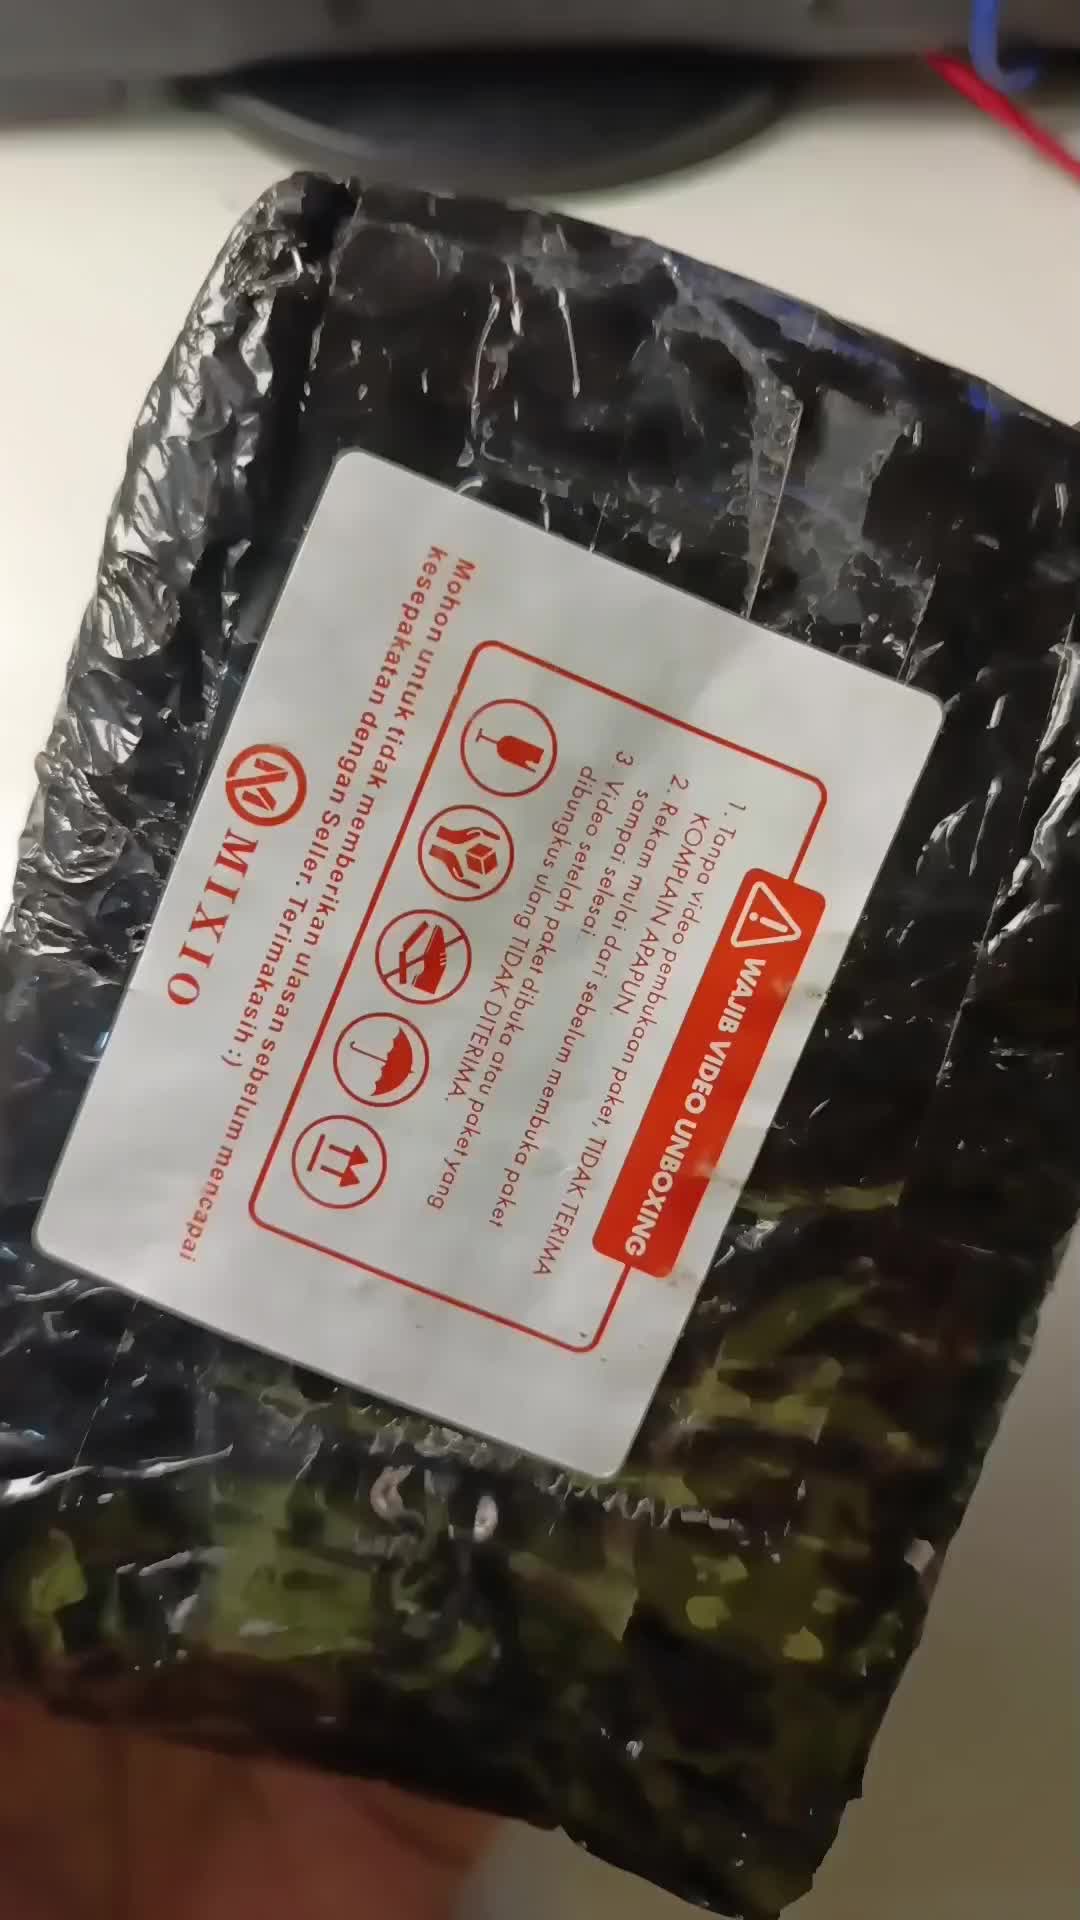 WAJIB VIDEO UNBOXING
1. Tanpa video pembukaan paket, TIDAK TERIMA
KOMPLAIN APAPUN.
2. Rekam mulai dari sebelum membuka paket
sampai selesai.
3. Video setelah paket dibuka atau paket yang
dibungkus ulang TIDAK DITERIMA.
Mohon untuk tidak memberikan ulasan sebelum mencapai
kesepakatan dengan Seller. Terimakasih :)
MIXIO